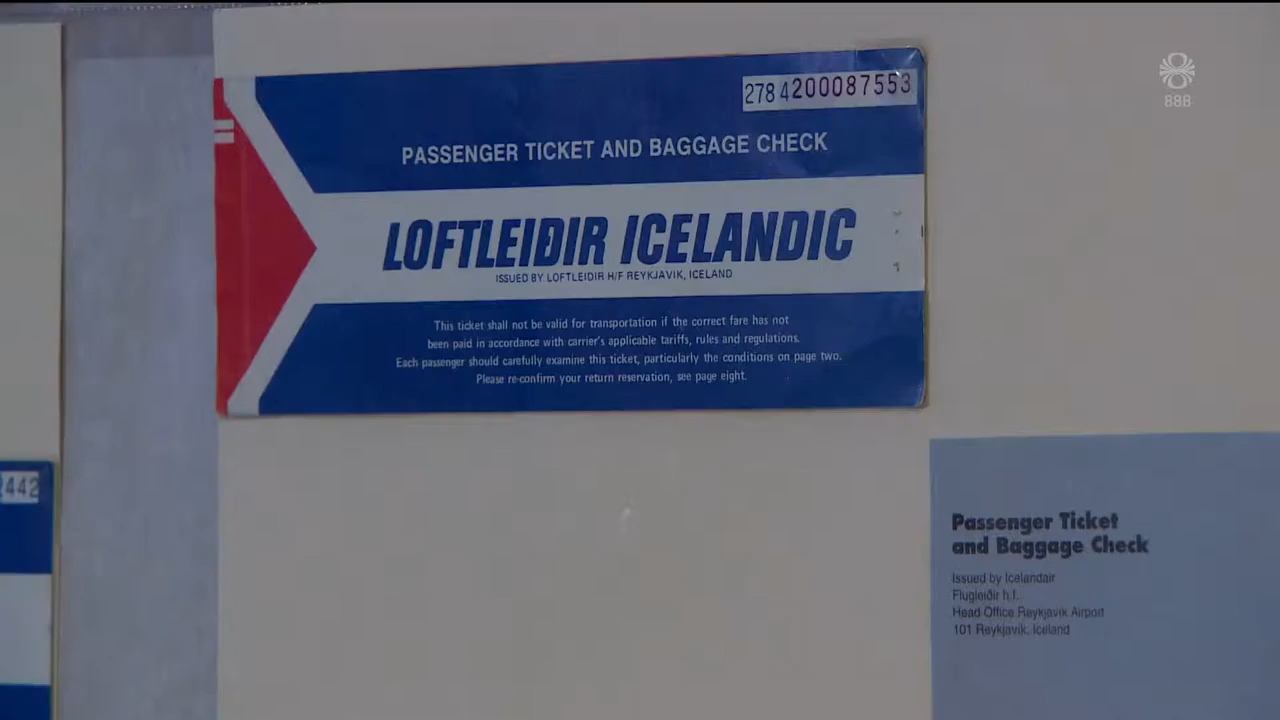 278 4200087553
PASSENGER TICKET AND BAGGAGE CHECK
LOFTLEIÐIR ICELANDIC
ISSUED BY LOFTLEIDIR H/F REYKJAVIK, ICELAND
This ticket shall not be valid for transportation if the correct fare has not
been paid in accordance with carrier's applicable tariffs, rules and regulations.
Each passenger should carefully examine this ticket, particularly the conditions on page two.
Please re-confirm your return reservation, see page eight.
888
442
Passenger Ticket
and Baggage Check
Issued by Icelandair
Flugleiðir h.f.
Head Office Reykjavik Airport
101 Reykjavik, Iceland